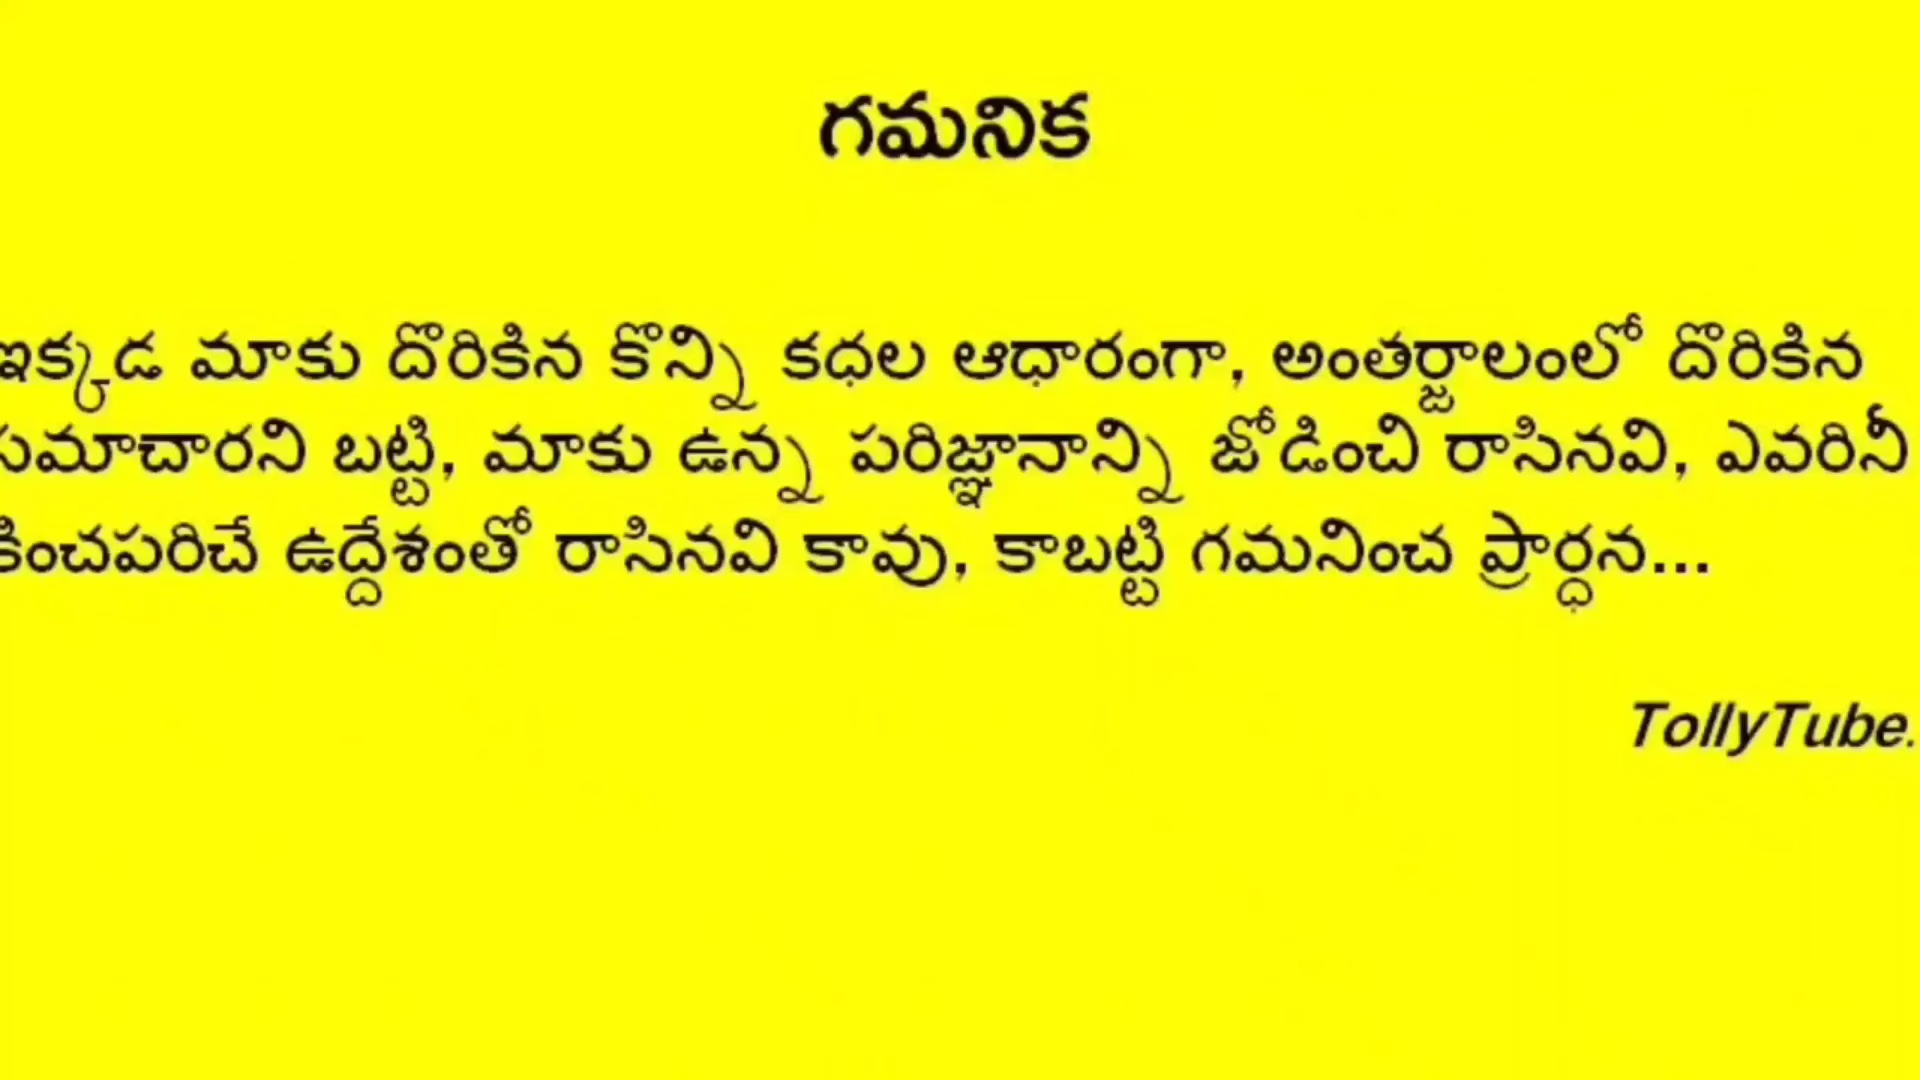 గమనిక
ఇక్కడ మాకు దొరికిన కొన్ని కధల ఆధారంగా, అంతర్జాలంలో దొరికిన
సమాచారని బట్టి, మాకు ఉన్న పరిజ్ఞానాన్ని జోడించి రాసినవి, ఎవరినీ
కించపరిచే ఉద్దేశంతో రాసినవి కావు, కాబట్టి గమనించ ప్రార్ధన...
TollyTube.